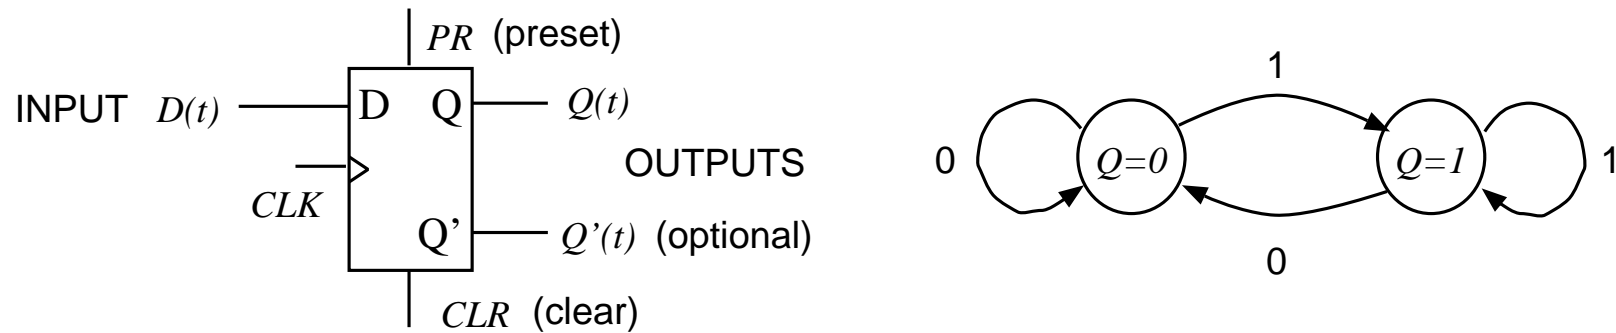 PR (preset)
INPUT D(t)
D Q
Q(t)
OUTPUTS
CLK
Q’
Q’(t) (optional)
CLR (clear)
1
0
Q=0
Q=1
1
0